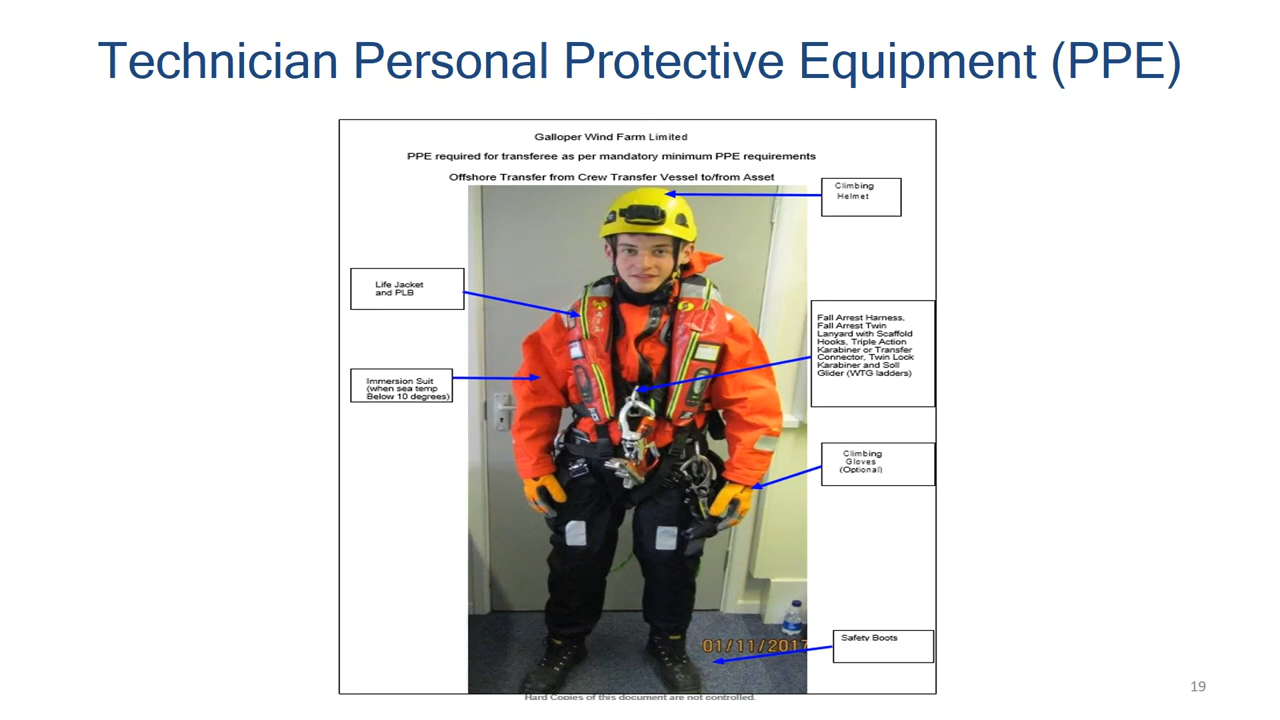 Technician Personal Protective Equipment (PPE)
Galloper Wind Farm Limited
PPE required for transferee as per mandatory minimum PPE requirements
Offshore Transfer from Crew Transfer Vessel to/from Asset
Climbing
Helmet
Life Jacket
and PLB
Fall Arrest Harness,
Fall Arrest Twin
Lanyard with Scaffold
Hooks, Triple Action
Karabiner or Transfer
Connector, Twin Lock
Karabiner and Soll
Glider (WTG ladders)
Immersion Suit
(when sea temp
Below 10 degrees)
Climbing
Gloves
(Optional)
Safety Boots
01/11/2017
Hard Copies of this document are not controlled.
19